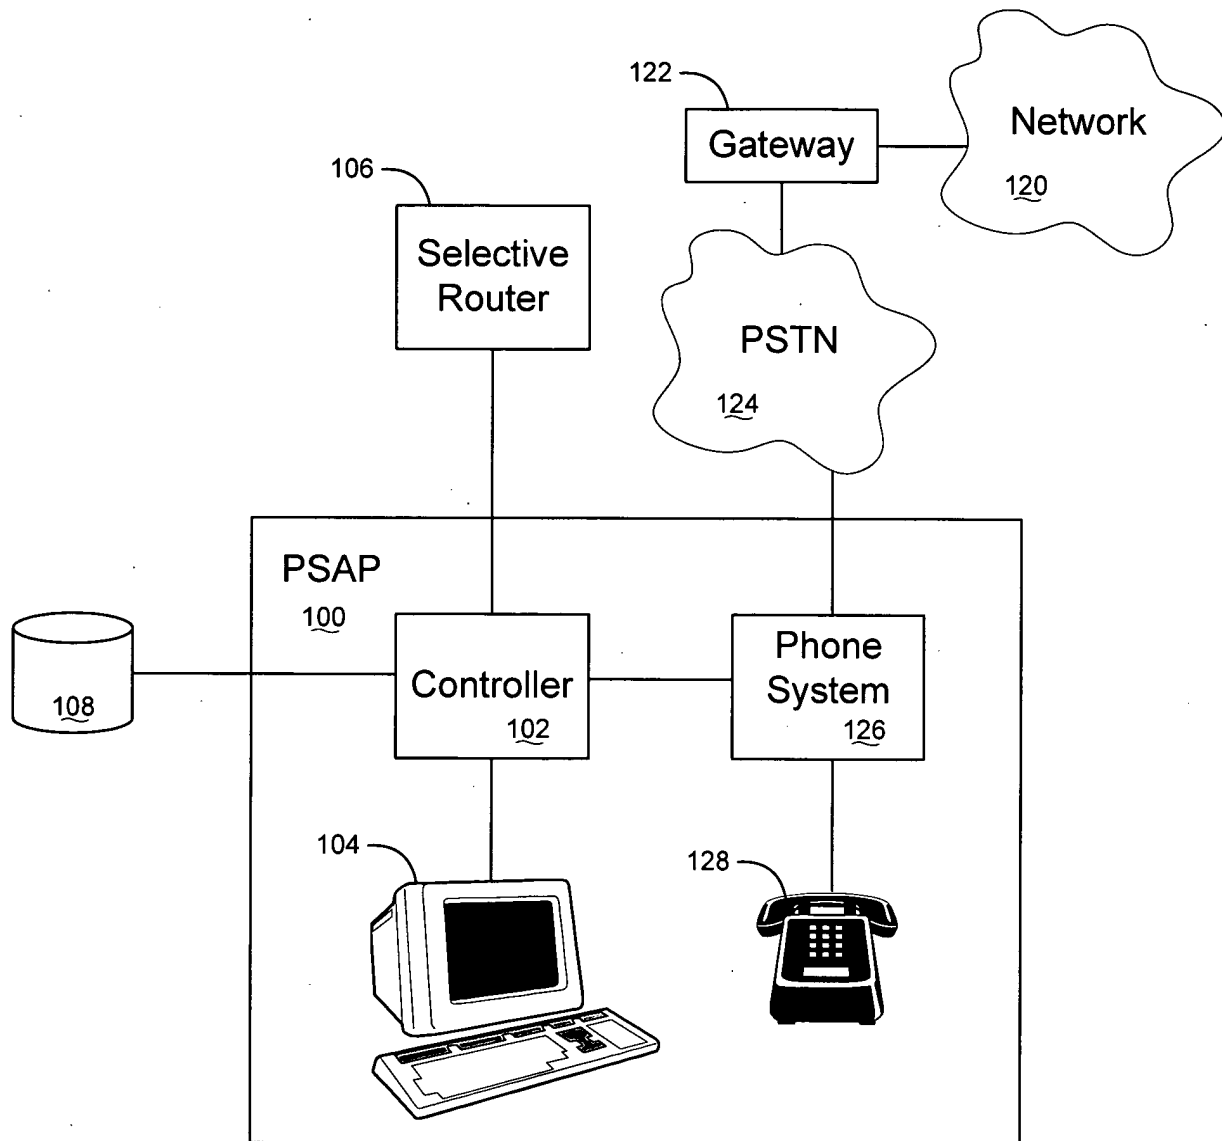 122
Gateway
Network
120
106
Selective
Router
PSTN
124
PSAP
100
108
Controller
102
Phone
System
126
104
128